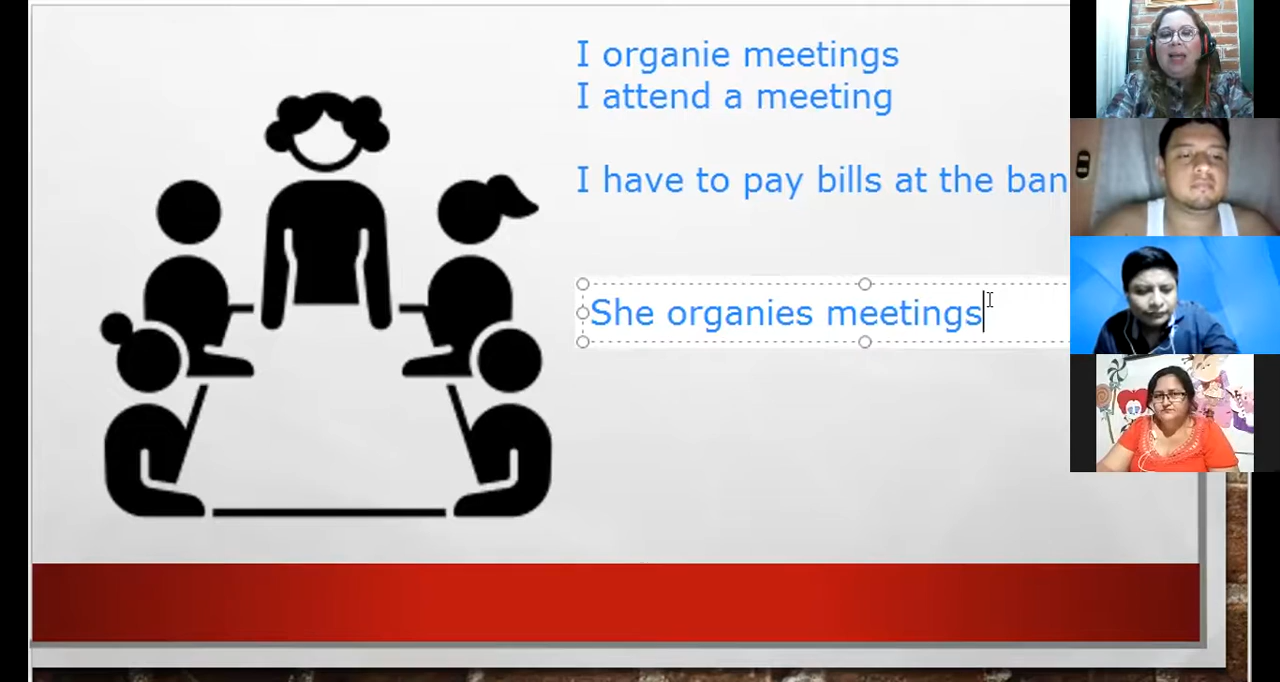 I organie meetings
I attend a meeting
I have to pay bills at the ban
She organies meetings